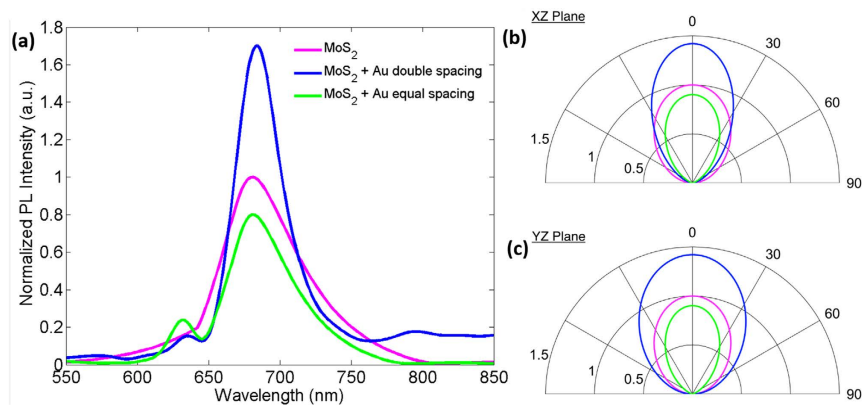 (a)
1.8
1.6
1.4
1.2
1
0.8
0.6
0.4
0.2
0
Normalized PL Intensity (a.u.)
MoS₂
MoS₂ + Au double spacing
MoS₂ + Au equal spacing
550 600 650 700 750 800 850
Wavelength (nm)
(b)
XZ Plane
0
30
60
90
1.5
1
0.5
(c)
YZ Plane
0
30
60
90
1.5
1
0.5